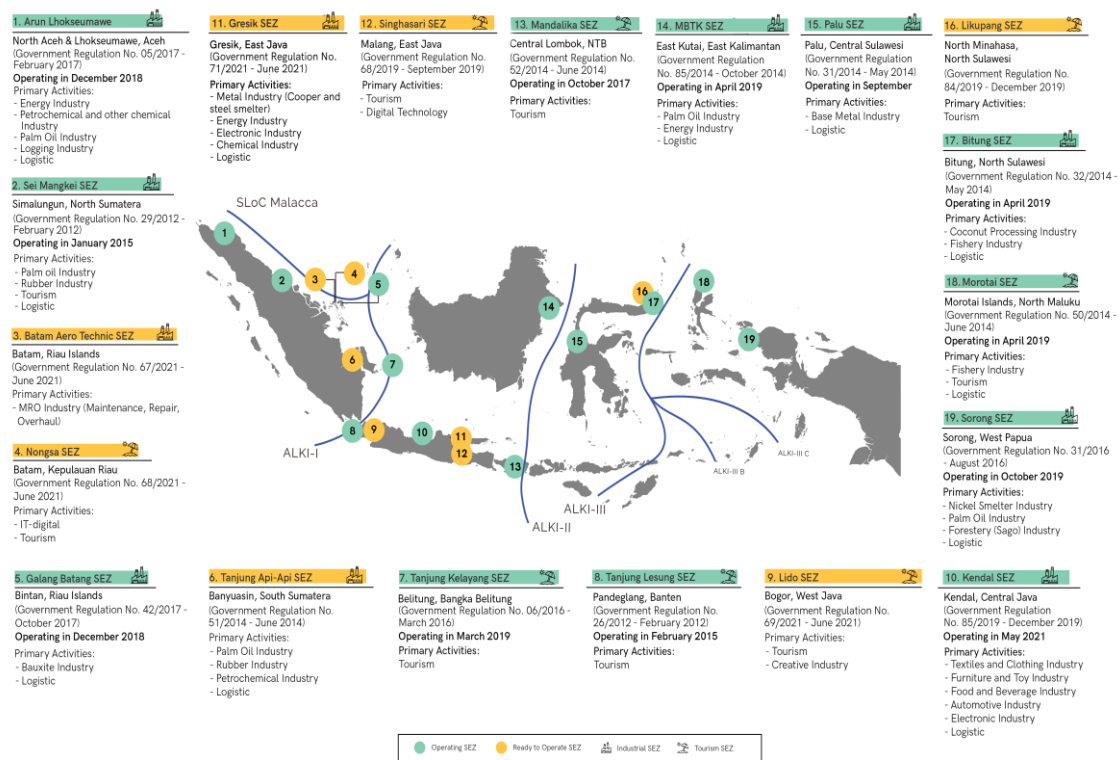 1. Arun Lhokseumawe
North Aceh & Lhokseumawe, Aceh
(Government Regulation No. 05/2017 -
February 2017)
Operating in December 2018
Primary Activities:
- Energy Industry
- Petrochemical and other chemical
Industry
- Palm Oil Industry
- Logging Industry
- Logistic
11. Gresik SEZ
Gresik, East Java
(Government Regulation No.
71/2021 - June 2021)
Primary Activities:
- Metal Industry (Cooper and
steel smelter)
- Energy Industry
- Electronic Industry
- Chemical Industry
- Logistic
12. Singhasari SEZ
Malang, East Java
(Government Regulation No.
68/2019 - September 2019)
Primary Activities:
- Tourism
- Digital Technology
13. Mandalika SEZ
Central Lombok, NTB
(Government Regulation No.
52/2014 - June 2014)
Operating in October 2017
Primary Activities:
Tourism
14. MBTK SEZ
East Kutai, East Kalimantan
(Government Regulation
No. 85/2014 - October 2014)
Operating in April 2019
Primary Activities:
- Palm Oil Industry
- Energy Industry
- Logistic
15. Palu SEZ
Palu, Central Sulawesi
(Government Regulation
No. 31/2014 - May 2014)
Operating in September
Primary Activities:
- Base Metal Industry
- Logistic
16. Likupang SEZ
North Minahasa,
North Sulawesi
(Government Regulation No.
84/2019 - December 2019)
Primary Activities:
Tourism
17. Bitung SEZ
Bitung, North Sulawesi
(Government Regulation No. 32/2014 -
May 2014)
Operating in April 2019
Primary Activities:
- Coconut Processing Industry
- Fishery Industry
- Logistic
18. Morotai SEZ
Morotai Islands, North Maluku
(Government Regulation No. 50/2014 -
June 2014)
Operating in April 2019
Primary Activities:
- Fishery Industry
- Tourism
- Logistic
19. Sorong SEZ
Sorong, West Papua
(Government Regulation No. 31/2016
- August 2016)
Operating in October 2019
Primary Activities:
- Nickel Smelter Industry
- Palm Oil Industry
- Forestery (Sago) Industry
- Logistic
2. Sei Mangkei SEZ
Simalungun, North Sumatera
(Government Regulation No. 29/2012 -
February 2012)
Operating in January 2015
Primary Activities:
- Palm oil Industry
- Rubber Industry
- Tourism
- Logistic
3. Batam Aero Technic SEZ
Batam, Riau Islands
(Government Regulation No. 67/2021 -
June 2021)
Primary Activities:
- MRO Industry (Maintenance, Repair,
Overhaul)
4. Nongsa SEZ
Batam, Kepulauan Riau
(Government Regulation No. 68/2021 -
June 2021)
Primary Activities:
- IT-digital
- Tourism
SLoC Malacca
1
2
3
4
5
6
7
8
9
10
11
12
13
14
15
16
17
18
19
ALKI-I
ALKI-II
ALKI-III
ALKI-III B
ALKI-III C
5. Galang Batang SEZ
Bintan, Riau Islands
(Government Regulation No. 42/2017 -
October 2017)
Operating in December 2018
Primary Activities:
- Bauxite Industry
- Logistic
6. Tanjung Api-Api SEZ
Banyuasin, South Sumatera
(Government Regulation No.
51/2014 - June 2014)
Primary Activities:
- Palm Oil Industry
- Rubber Industry
- Petrochemical Industry
- Logistic
7. Tanjung Kelayang SEZ
Belitung, Bangka Belitung
(Government Regulation No. 06/2016 -
March 2016)
Operating in March 2019
Primary Activities:
Tourism
8. Tanjung Lesung SEZ
Pandeglang, Banten
(Government Regulation No.
26/2012 - February 2012)
Operating in February 2015
Primary Activities:
Tourism
9. Lido SEZ
Bogor, West Java
(Government Regulation No.
69/2021 - June 2021)
Primary Activities:
- Tourism
- Creative Industry
10. Kendal SEZ
Kendal, Central Java
(Government Regulation
No. 85/2019 - December 2019)
Operating in May 2021
Primary Activities:
- Textiles and Clothing Industry
- Furniture and Toy Industry
- Food and Beverage Industry
- Automotive Industry
- Electronic Industry
- Logistic
Operating SEZ
Ready to Operate SEZ
Industrial SEZ
Tourism SEZ